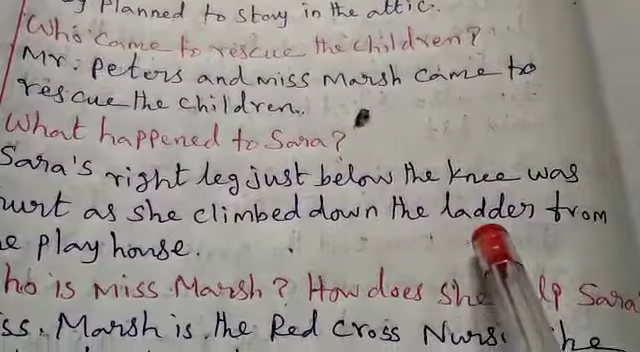 Planned to stay in the attic.
Who came to rescue the children?
Mr. Peters and miss Marsh came to
rescue the children.
What happened to Sara?
Sara's right leg just below the knee was
hurt as she climbed down the ladder from
play house.
is Miss Marsh? How does she Sara
Marsh is the Red Cross